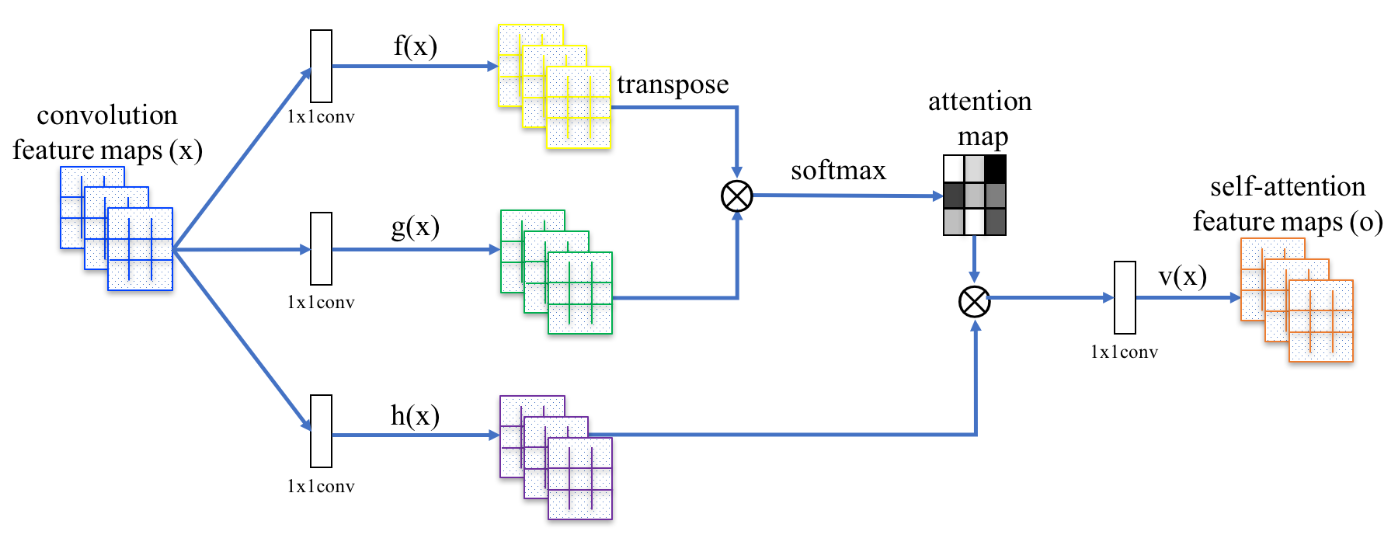 convolution
feature maps (x)
1x1conv
f(x)
transpose
1x1conv
g(x)
1x1conv
h(x)
softmax
attention
map
1x1conv
v(x)
self-attention
feature maps (o)